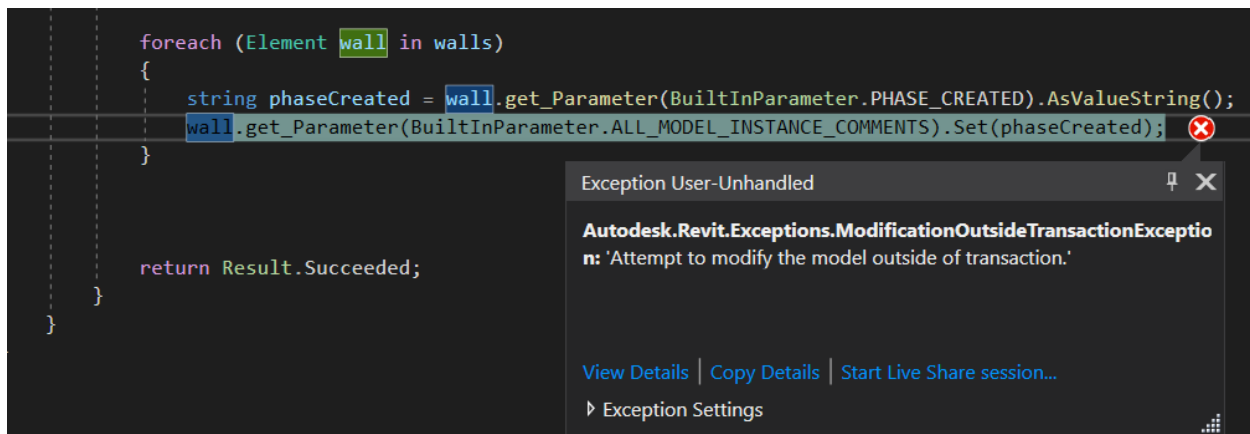 foreach (Element wall in walls)
{
string phaseCreated = wall.get_Parameter(BuiltInParameter.PHASE_CREATED).AsValueString();
wall.get_Parameter(BuiltInParameter.ALL_MODEL_INSTANCE_COMMENTS).Set(phaseCreated);
}
Exception User-Unhandled
Autodesk.Revit.Exceptions.ModificationOutsideTransactionExceptio
n: 'Attempt to modify the model outside of transaction.'
return Result.Succeeded;
}
}
View Details | Copy Details | Start Live Share session...
Exception Settings